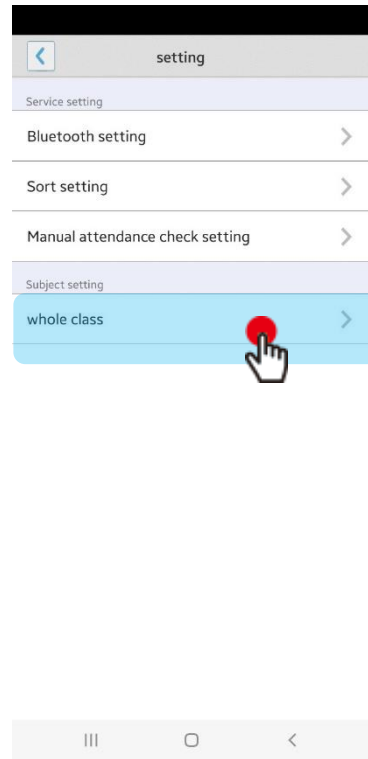 setting
Service setting
Bluetooth setting
Sort setting
Manual attendance check setting
Subject setting
whole class